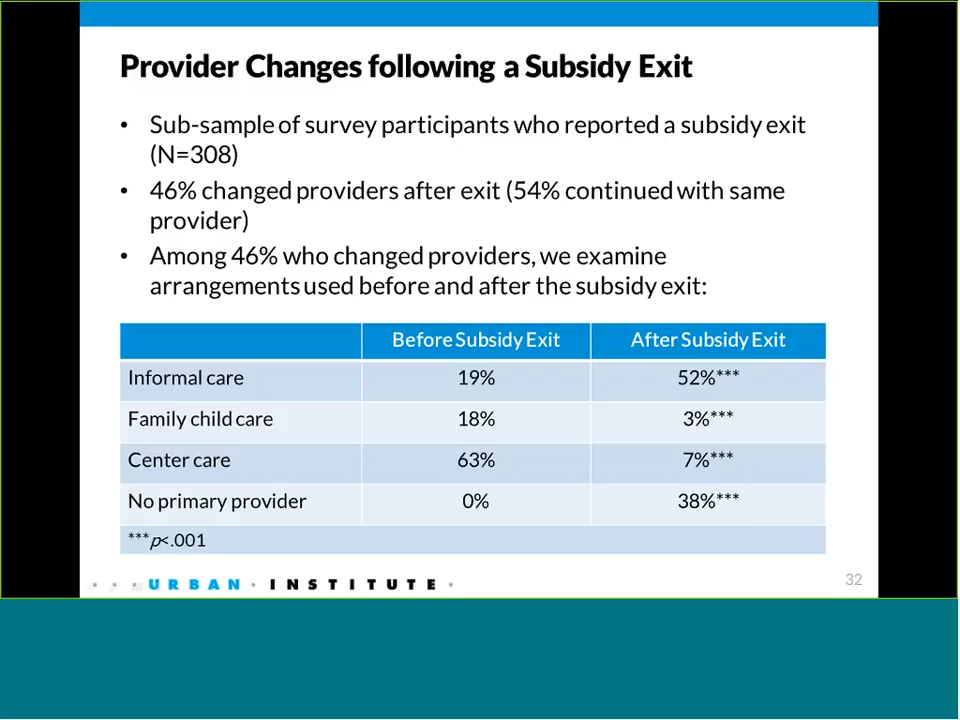 Provider Changes following a Subsidy Exit
• Sub-sample of survey participants who reported a subsidy exit
(N=308)
• 46% changed providers after exit (54% continued with same
provider)
• Among 46% who changed providers, we examine
arrangements used before and after the subsidy exit:
Before Subsidy Exit After Subsidy Exit
Informal care 19% 52%***
Family child care 18% 3%***
Center care 63% 7%***
No primary provider 0% 38%***
***p<.001
URBAN · INSTITUTE
32